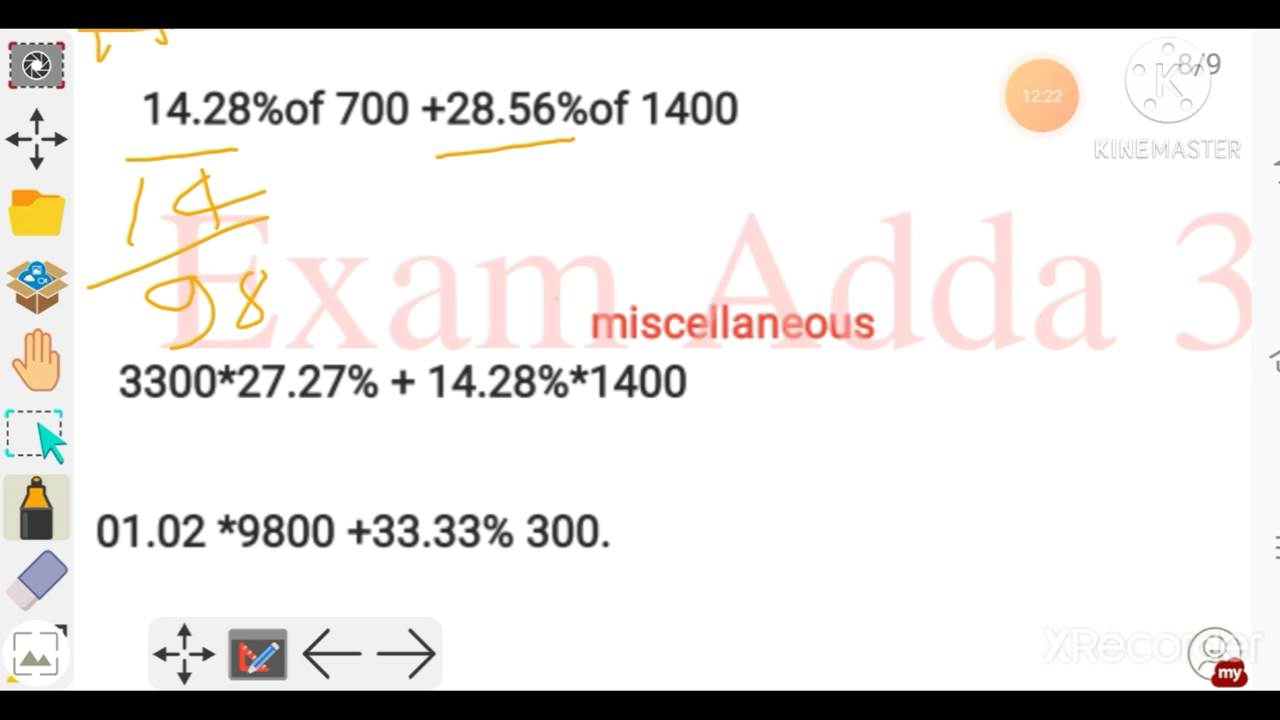 8/9
12:22
K
KINEMASTER
14.28%of 700 +28.56%of 1400
14
98
Exam Adda 3
miscellaneous
3300*27.27% + 14.28%*1400
01.02 *9800 +33.33% 300.
XRecorder
my